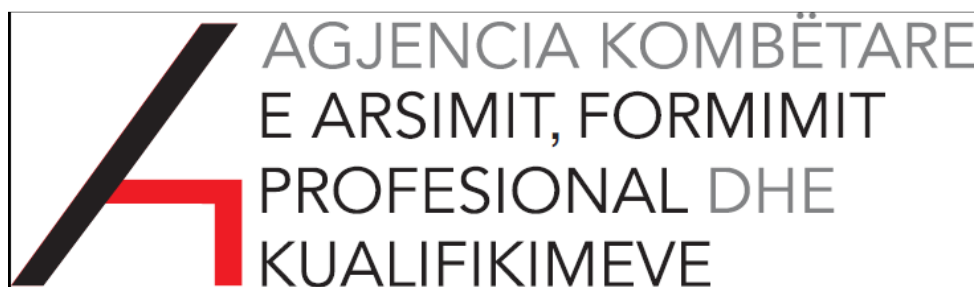 AGJENCIA KOMBËTARE
E ARSIMIT, FORMIMIT
PROFESIONAL DHE
KUALIFIKIMEVE